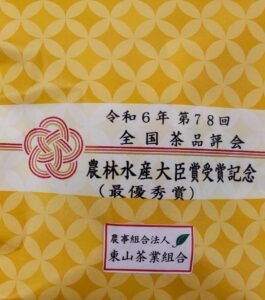 令和６年 第７８回
全国茶品評会
農林水産大臣賞受賞記念
(最優秀賞)
農事組合法人
東山茶業組合